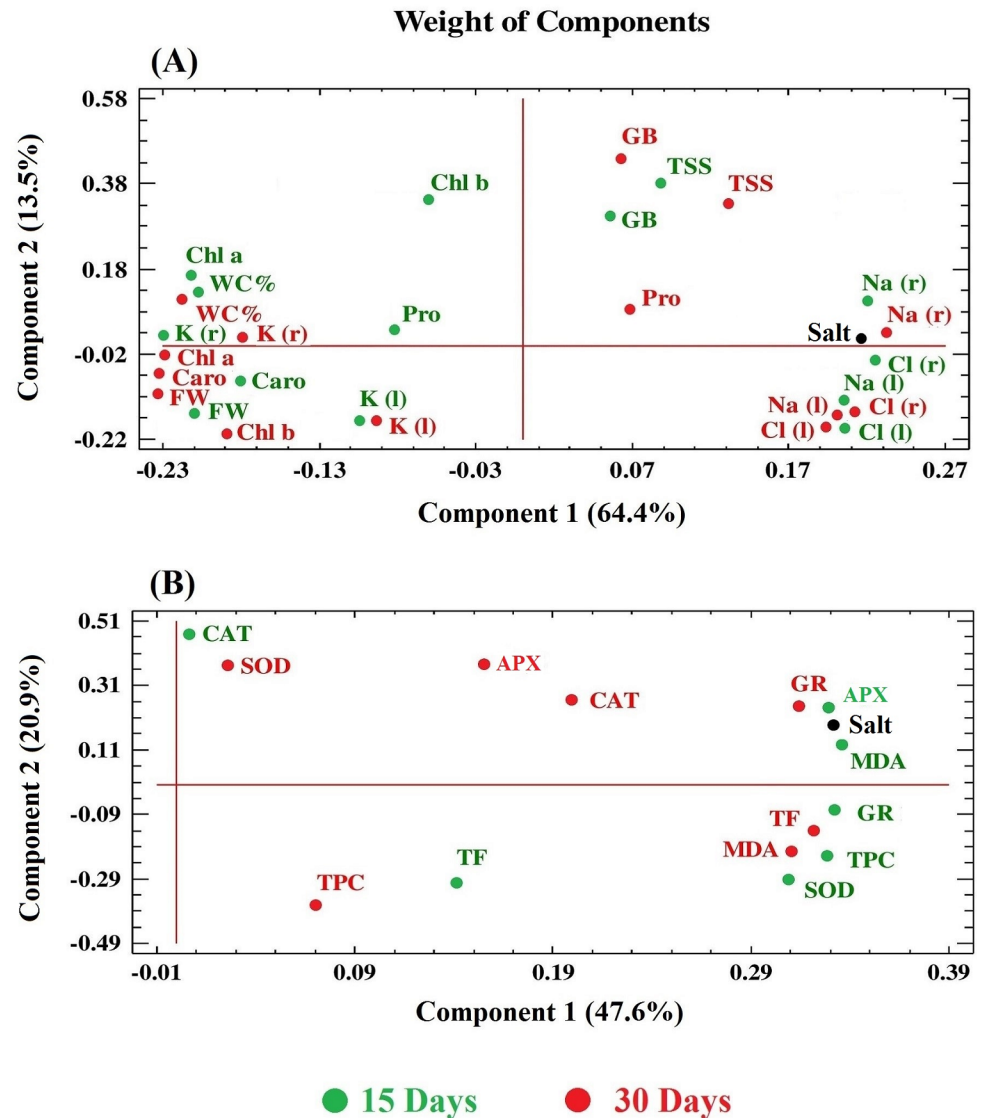 Weight of Components
(A)
Component 2 (13.5%)
0.58
0.38
0.18
-0.02
-0.22
GB
TSS
Chl b
TSS
GB
Chl a
WC%
Na (r)
WC%
Pro
Pro
Na (r)
K (r)
K (r)
Salt
Chl a
Cl (r)
Caro
Caro
Na (l)
FW
FW
K (l)
Na (l)
Cl (r)
Chl b
K (l)
Cl (l)
Cl (l)
-0.23
-0.13
-0.03
0.07
0.17
0.27
Component 1 (64.4%)
(B)
Component 2 (20.9%)
0.51
0.31
0.11
-0.09
-0.29
-0.49
CAT
SOD
APX
CAT
GR
APX
Salt
MDA
TF
GR
MDA
TPC
TF
SOD
TPC
-0.01
0.09
0.19
0.29
0.39
Component 1 (47.6%)
15 Days
30 Days